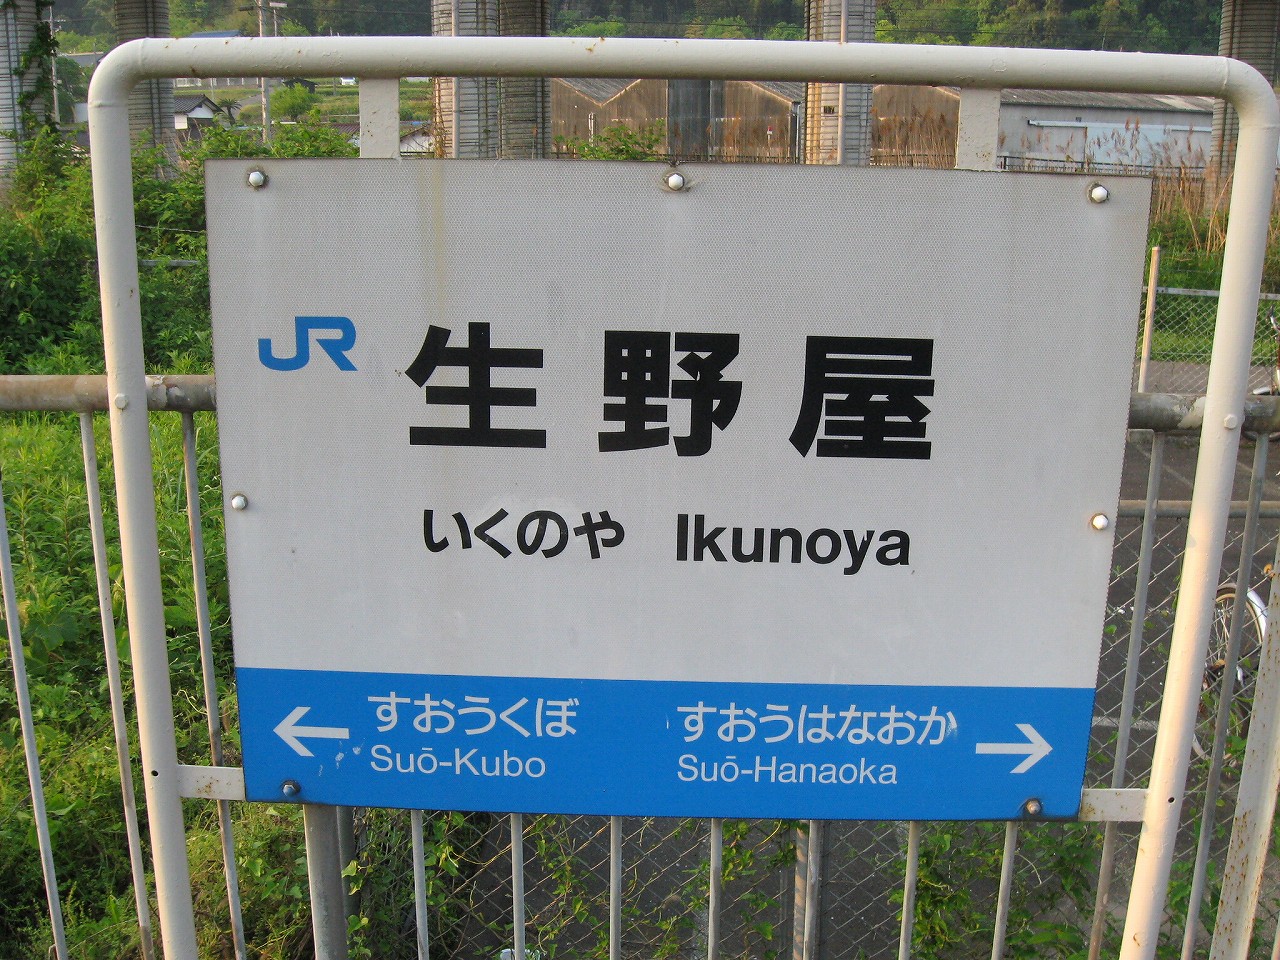 JR 生野屋
いくのや Ikunoya
← すおうくぼ すおうはなおか →
Suō-Kubo Suō-Hanaoka